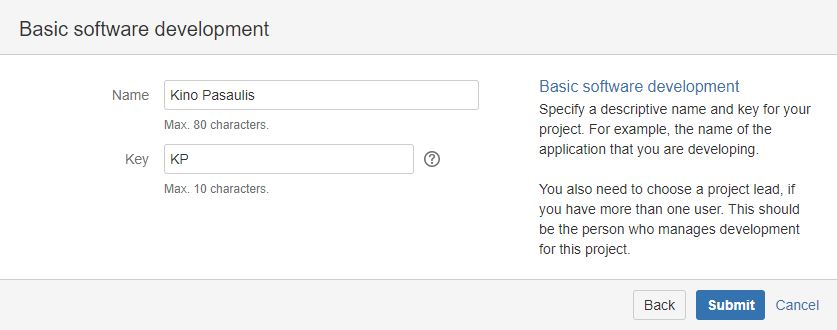 Basic software development
Name
Kino Pasaulis
Max. 80 characters.
Key
KP
?
Max. 10 characters.
Basic software development
Specify a descriptive name and key for your
project. For example, the name of the
application that you are developing.
You also need to choose a project lead, if
you have more than one user. This should
be the person who manages development
for this project.
Back
Submit
Cancel